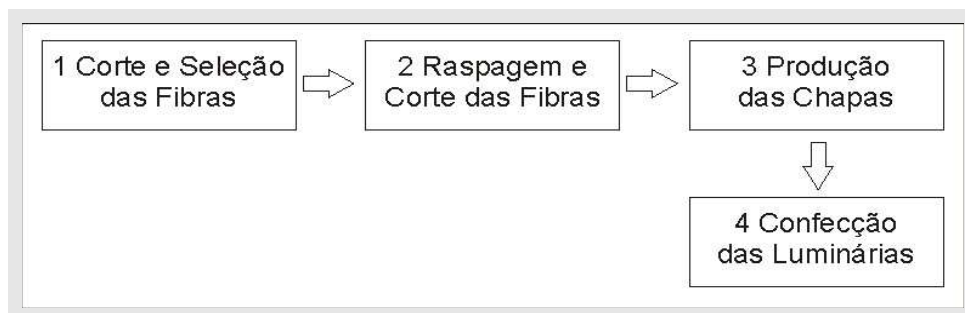 1 Corte e Seleção
das Fibras
2 Raspagem e
Corte das Fibras
3 Produção
das Chapas
4 Confecção
das Luminárias